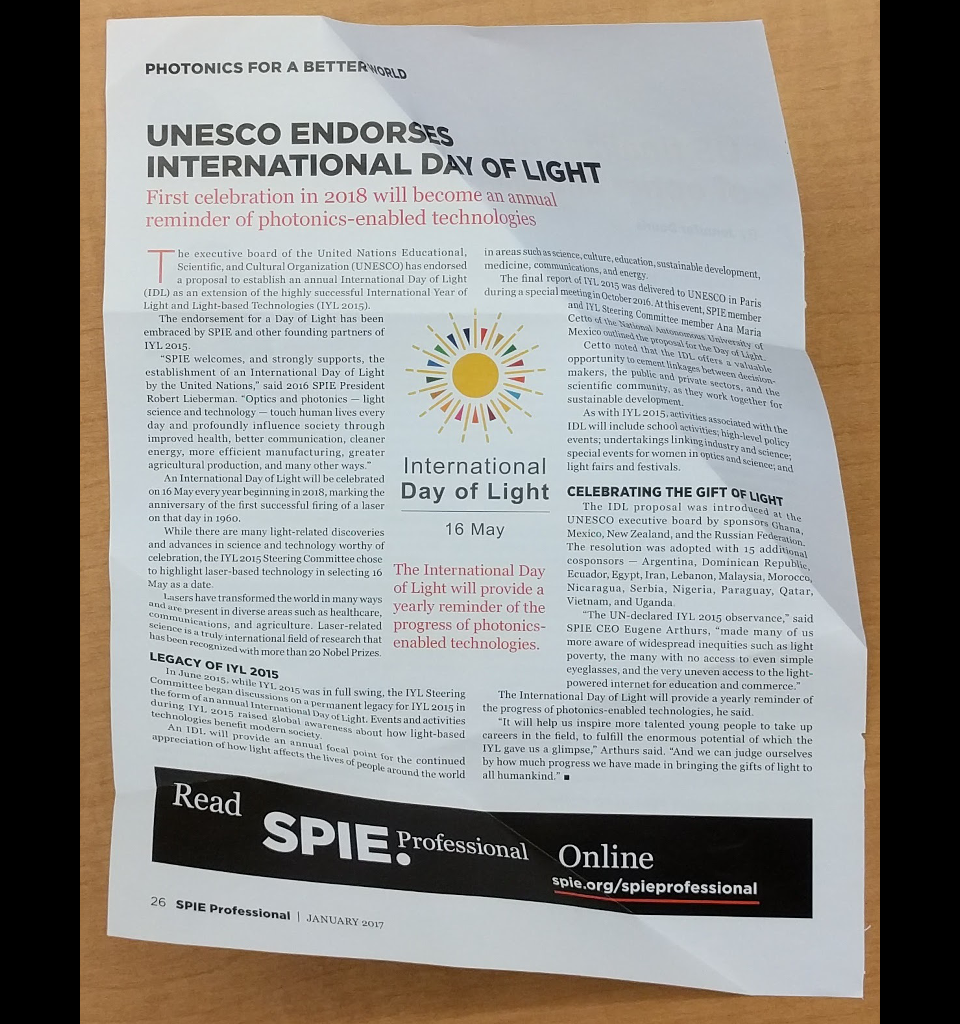 PHOTONICS FOR A BETTER WORLD
UNESCO ENDORSES
INTERNATIONAL DAY OF LIGHT
First celebration in 2018 will become an annual
reminder of photonics-enabled technologies
The executive board of the United Nations Educational,
Scientific, and Cultural Organization (UNESCO) has endorsed
a proposal to establish an annual International Day of Light
(IDL) as an extension of the highly successful International Year of
Light and Light-based Technologies (IYL 2015).
The endorsement for a Day of Light has been
embraced by SPIE and other founding partners of
IYL 2015.
“SPIE welcomes, and strongly supports, the
establishment of an International Day of Light
by the United Nations,” said 2016 SPIE President
Robert Lieberman. “Optics and photonics — light
science and technology — touch human lives every
day and profoundly influence society through
improved health, better communication, cleaner
energy, more efficient manufacturing, greater
agricultural production, and many other ways.”
An International Day of Light will be celebrated
on 16 May every year beginning in 2018, marking the
anniversary of the first successful firing of a laser
on that day in 1960.
While there are many light-related discoveries
and advances in science and technology worthy of
celebration, the IYL 2015 Steering Committee chose
to highlight laser-based technology in selecting 16
May as a date.
Lasers have transformed the world in many ways
and are present in diverse areas such as healthcare,
communications, and agriculture. Laser-related
science is a truly international field of research that
has been recognized with more than 20 Nobel Prizes.
LEGACY OF IYL 2015
In June 2015, while IYL 2015 was in full swing, the IYL Steering
Committee began discussions on a permanent legacy for IYL 2015 in
the form of an annual International Day of Light. Events and activities
during IYL 2015 raised global awareness about how light-based
technologies benefit modern society.
An IDL will provide an annual focal point for the continued
appreciation of how light affects the lives of people around the world
International
Day of Light
16 May
The International Day
of Light will provide a
yearly reminder of the
progress of photonics-
enabled technologies.
in areas such as science, culture, education, sustainable development,
medicine, communications, and energy.
The final report of IYL 2015 was delivered to UNESCO in Paris
during a special meeting in October 2016. At this event, SPIE member
and IYL Steering Committee member Ana Maria
Cetto of the National Autonomous University of
Mexico outlined the proposal for the Day of Light.
Cetto noted that the IDL offers a valuable
opportunity to cement linkages between decision-
makers, the public and private sectors, and the
scientific community, as they work together for
sustainable development.
As with IYL 2015, activities associated with the
IDL will include school activities; high-level policy
events; undertakings linking industry and science;
special events for women in optics and science; and
light fairs and festivals.
CELEBRATING THE GIFT OF LIGHT
The IDL proposal was introduced at the
UNESCO executive board by sponsors Ghana,
Mexico, New Zealand, and the Russian Federation.
The resolution was adopted with 15 additional
cosponsors — Argentina, Dominican Republic,
Ecuador, Egypt, Iran, Lebanon, Malaysia, Morocco,
Nicaragua, Serbia, Nigeria, Paraguay, Qatar,
Vietnam, and Uganda.
“The UN-declared IYL 2015 observance,” said
SPIE CEO Eugene Arthurs, “made many of us
more aware of widespread inequities such as light
poverty, the many with no access to even simple
eyeglasses, and the very uneven access to the light-
powered internet for education and commerce.”
The International Day of Light will provide a yearly reminder of
the progress of photonics-enabled technologies, he said.
“It will help us inspire more talented young people to take up
careers in the field, to fulfill the enormous potential of which the
IYL gave us a glimpse,” Arthurs said. “And we can judge ourselves
by how much progress we have made in bringing the gifts of light to
all humankind.” ■
Read SPIE. Professional Online
spie.org/spieprofessional
26 SPIE Professional | JANUARY 2017